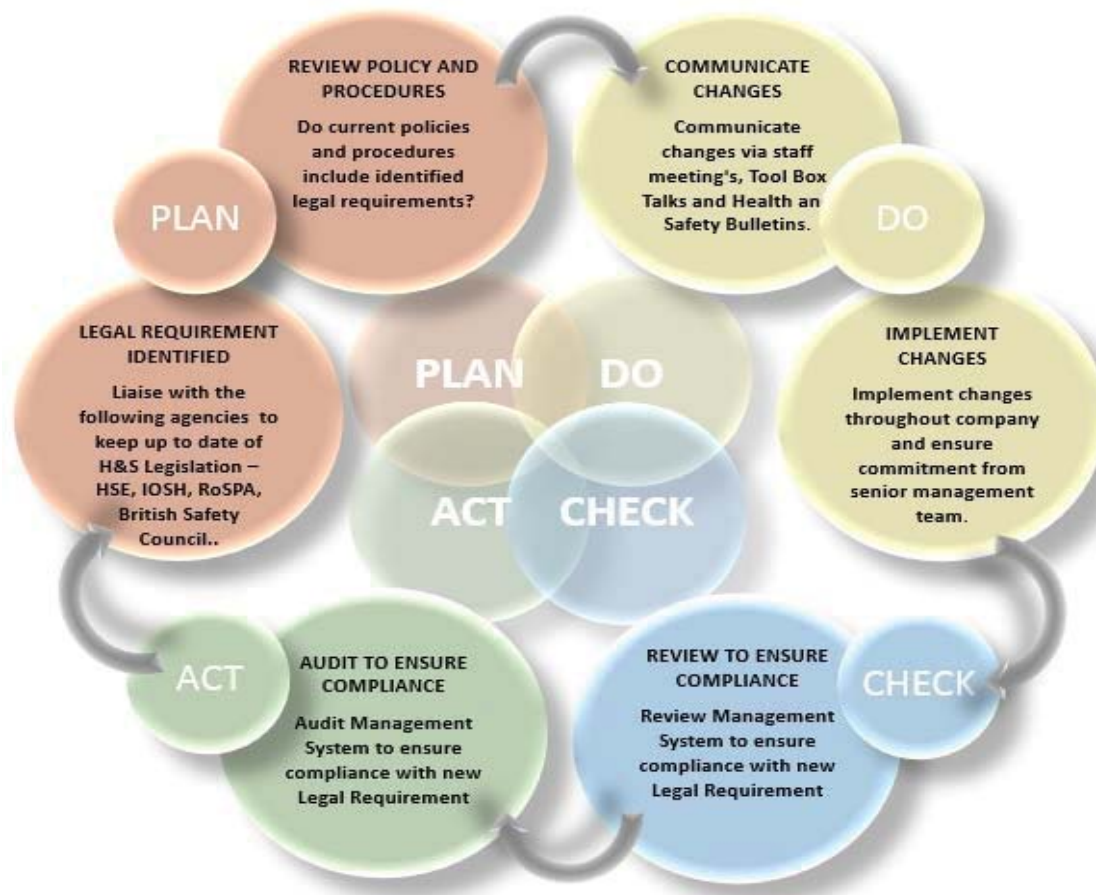 REVIEW POLICY AND
PROCEDURES
Do current policies
and procedures
include identified
legal requirements?
COMMUNICATE
CHANGES
Communicate
changes via staff
meeting's, Tool Box
Talks and Health an
Safety Bulletins.
PLAN
DO
LEGAL REQUIREMENT
IDENTIFIED
Liaise with the
following agencies to
keep up to date of
H&S Legislation –
HSE, IOSH, RoSPA,
British Safety
Council..
PLAN
DO
ACT
CHECK
IMPLEMENT
CHANGES
Implement changes
throughout company
and ensure
commitment from
senior management
team.
ACT
AUDIT TO ENSURE
COMPLIANCE
Audit Management
System to ensure
compliance with new
Legal Requirement
REVIEW TO ENSURE
COMPLIANCE
Review Management
System to ensure
compliance with new
Legal Requirement
CHECK